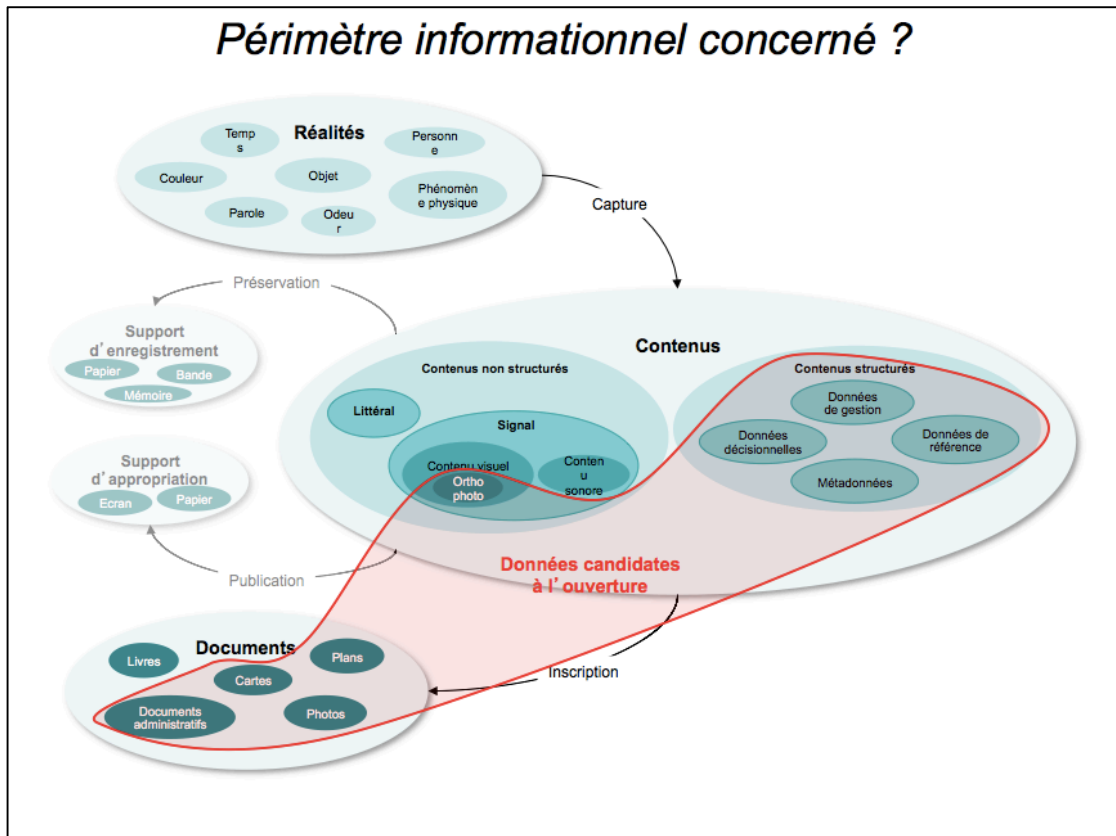 Périmètre informationnel concerné ?
Réalités
Temp
s
Personn
e
Couleur
Objet
Phénomèn
e physique
Parole
Odeu
r
Capture
Préservation
Support
d’enregistrement
Papier
Bande
Mémoire
Contenus
Contenus non structurés
Contenus structurés
Littéral
Signal
Contenu visuel
Ortho
photo
Conten
u
sonore
Données
de gestion
Données
décisionnelles
Données de
référence
Métadonnées
Support
d’appropriation
Ecran
Papier
Publication
Données candidates
à l’ouverture
Documents
Livres
Plans
Cartes
Documents
administratifs
Photos
Inscription